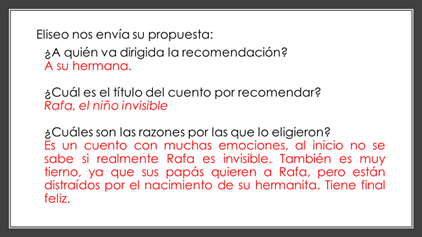 Eliseo nos envía su propuesta:
¿A quién va dirigida la recomendación?
A su hermana.
¿Cuál es el título del cuento por recomendar?
Rafa, el niño invisible
¿Cuáles son las razones por las que lo eligieron?
Es un cuento con muchas emociones, al inicio no se
sabe si realmente Rafa es invisible. También es muy
tierno, ya que sus papás quieren a Rafa, pero están
distraídos por el nacimiento de su hermanita. Tiene final
feliz.